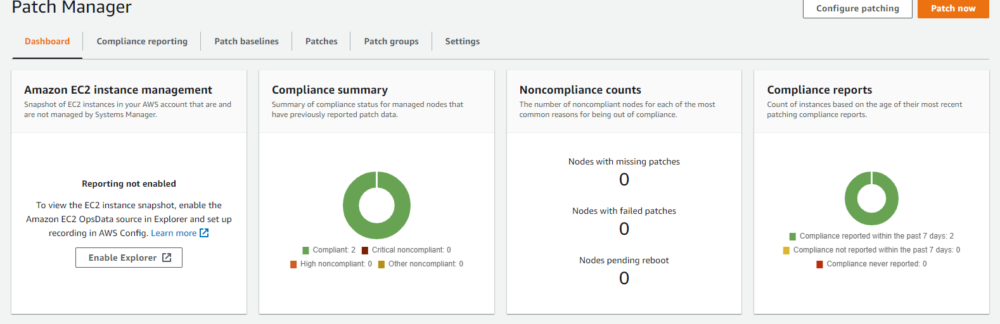 Patch Manager
Configure patching
Patch now
Dashboard
Compliance reporting
Patch baselines
Patches
Patch groups
Settings
Amazon EC2 instance management
Snapshot of EC2 instances in your AWS account that are and
are not managed by Systems Manager.
Reporting not enabled
To view the EC2 instance snapshot, enable the
Amazon EC2 OpsData source in Explorer and set up
recording in AWS Config. Learn more
Enable Explorer
Compliance summary
Summary of compliance status for managed nodes that
have previously reported patch data.
Compliant: 2 Critical noncompliant: 0
High noncompliant: 0 Other noncompliant: 0
Noncompliance counts
The number of noncompliant nodes for each of the most
common reasons for being out of compliance.
Nodes with missing patches
0
Nodes with failed patches
0
Nodes pending reboot
0
Compliance reports
Count of instances based on the age of their most recent
patching compliance reports.
Compliance reported within the past 7 days: 2
Compliance not reported within the past 7 days: 0
Compliance never reported: 0